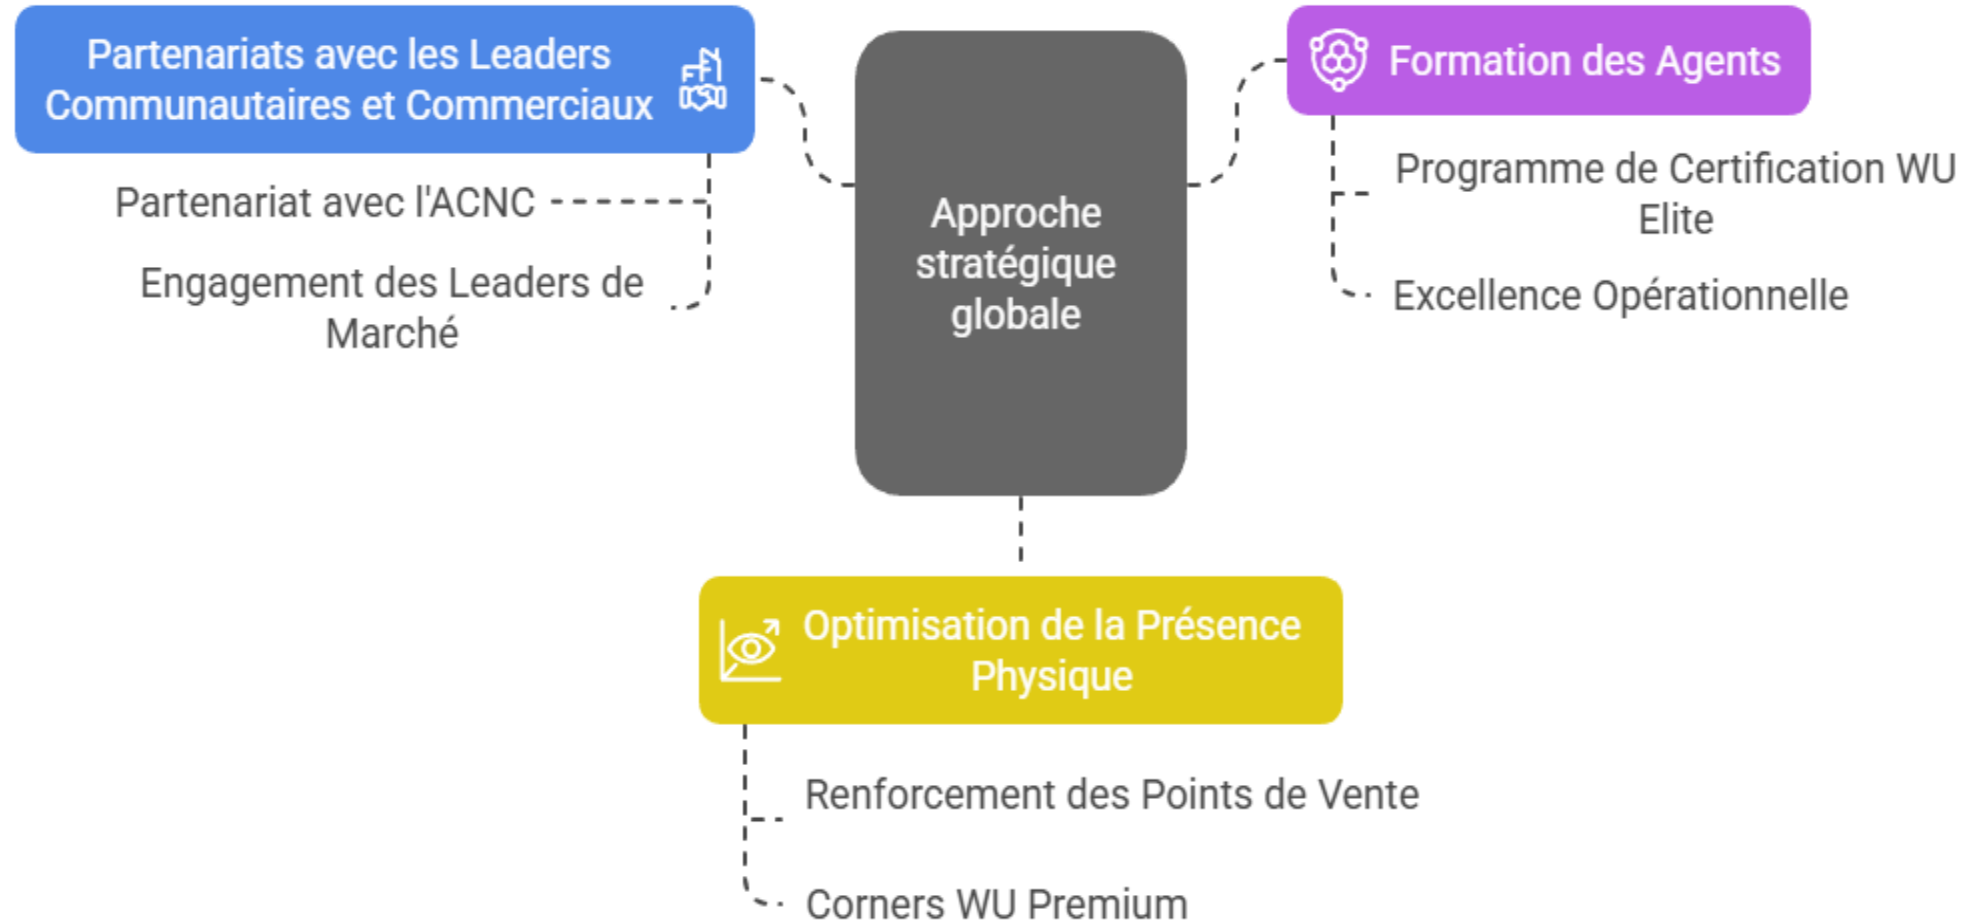 Partenariats avec les Leaders
Communautaires et Commerciaux
Partenariat avec l'ACNC
Engagement des Leaders de
Marché
Approche
stratégique
globale
Formation des Agents
Programme de Certification WU
Elite
Excellence Opérationnelle
Optimisation de la Présence
Physique
Renforcement des Points de Vente
Corners WU Premium